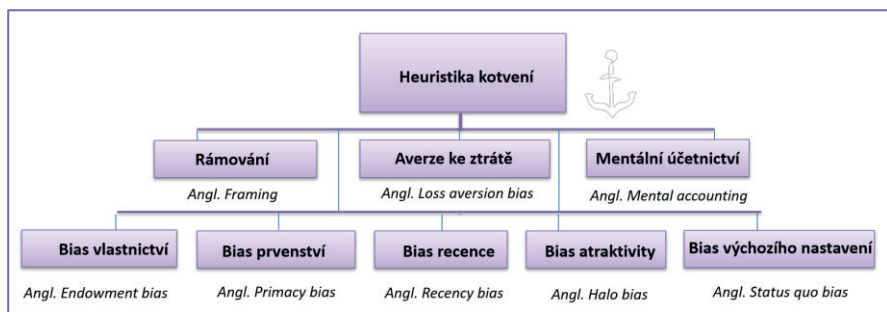 Heuristika kotvení
Rámování
Averze ke ztrátě
Mentální účetnictví
Angl. Framing
Angl. Loss aversion bias
Angl. Mental accounting
Bias vlastnictví
Bias prvenství
Bias recence
Bias atraktivity
Bias výchozího nastavení
Angl. Endowment bias
Angl. Primacy bias
Angl. Recency bias
Angl. Halo bias
Angl. Status quo bias